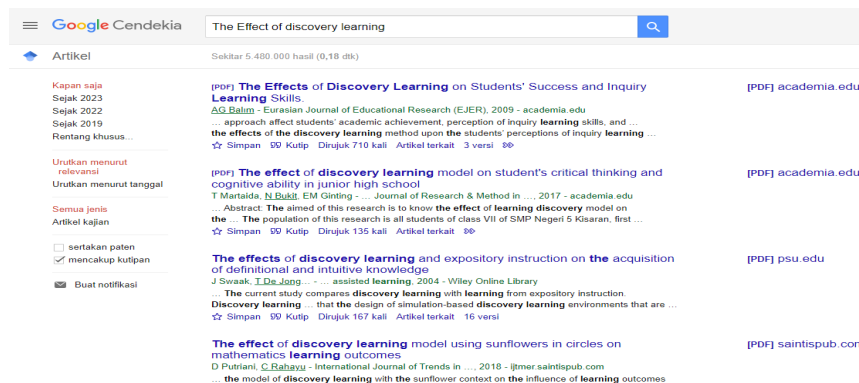 Google Cendekia
The Effect of discovery learning
Artikel
Sekitar 5.480.000 hasil (0,18 dtk)
Kapan saja
Sejak 2023
Sejak 2022
Sejak 2019
Rentang khusus...
Urutkan menurut
relevansi
Urutkan menurut tanggal
Semua jenis
Artikel kajian
sertakan paten
mencakup kutipan
Buat notifikasi
[PDF] The Effects of Discovery Learning on Students' Success and Inquiry
Learning Skills.
AG Balim - Eurasian Journal of Educational Research (EJER), 2009 - academia.edu
... approach affect students' academic achievement, perception of inquiry learning skills, and ...
the effects of the discovery learning method upon the students' perceptions of inquiry learning ...
Simpan Kutip Dirujuk 710 kali Artikel terkait 3 versi
[PDF] academia.edu
[PDF] The effect of discovery learning model on student's critical thinking and
cognitive ability in junior high school
T Martaida, N Bukit, EM Ginting - ... Journal of Research & Method in ..., 2017 - academia.edu
... Abstract: The aimed of this research is to know the effect of learning discovery model on
the ... The population of this research is all students of class VII of SMP Negeri 5 Kisaran, first ...
Simpan Kutip Dirujuk 135 kali Artikel terkait
[PDF] academia.edu
The effects of discovery learning and expository instruction on the acquisition
of definitional and intuitive knowledge
J Swaak, T De Jong... - ... assisted learning, 2004 - Wiley Online Library
... The current study compares discovery learning with learning from expository instruction.
Discovery learning ... that the design of simulation-based discovery learning environments that are ...
Simpan Kutip Dirujuk 167 kali Artikel terkait 16 versi
[PDF] psu.edu
The effect of discovery learning model using sunflowers in circles on
mathematics learning outcomes
D Putriani, C Rahayu - International Journal of Trends in ..., 2018 - ijtmer.saintispub.com
... the model of discovery learning with the sunflower context on the influence of learning outcomes
[PDF] saintispub.com